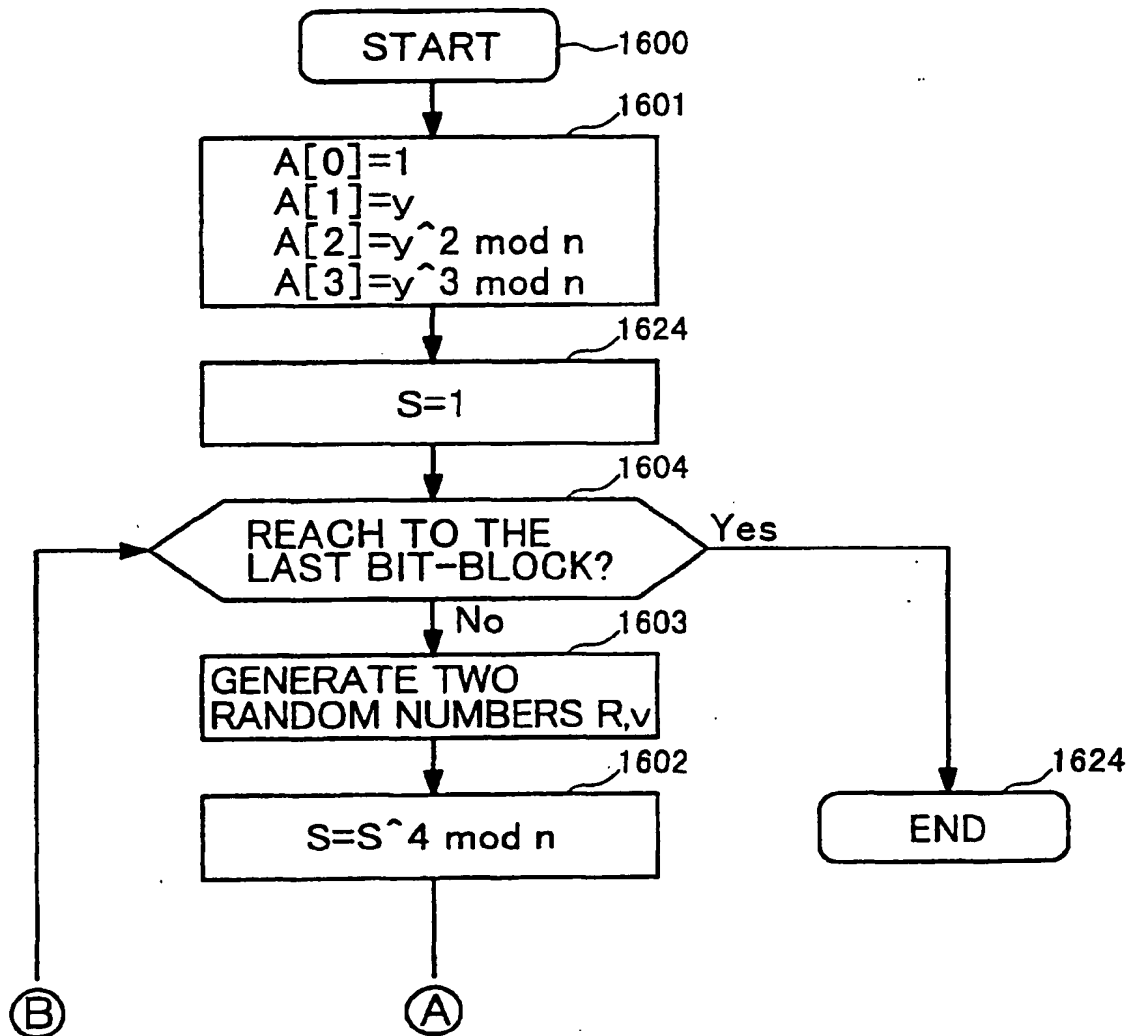 START
1600
1601
A[0]=1
A[1]=y
A[2]=y^2 mod n
A[3]=y^3 mod n
1624
S=1
1604
REACH TO THE
LAST BIT-BLOCK?
Yes
No
1603
GENERATE TWO
RANDOM NUMBERS R,v
1602
S=S^4 mod n
1624
END
B
A